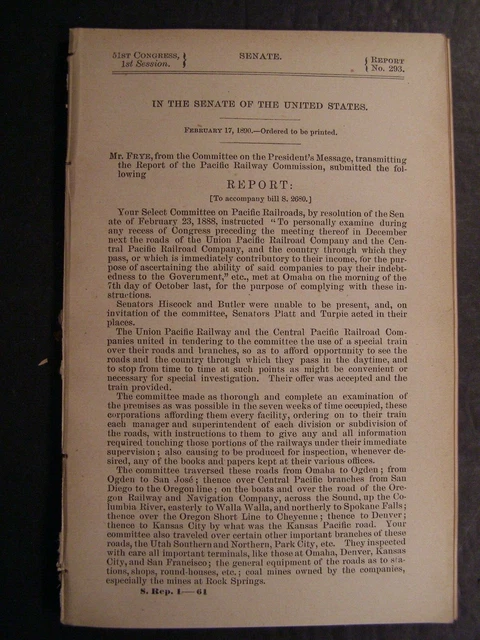 51ST CONGRESS, SENATE. REPORT
1st Session. No. 293.
IN THE SENATE OF THE UNITED STATES.
FEBRUARY 17, 1890.—Ordered to be printed.
Mr. FRYE, from the Committee on the President's Message, transmitting
the Report of the Pacific Railway Commission, submitted the fol-
lowing
REPORT:
[To accompany bill S. 2680.]
Your Select Committee on Pacific Railroads, by resolution of the Sen
ate of February 23, 1888, instructed "To personally examine during
any recess of Congress preceding the meeting thereof in December
next the roads of the Union Pacific Railroad Company and the Cen-
tral Pacific Railroad Company, and the country through which they
pass, or which is immediately contributory to their income, for the pur-
pose of ascertaining the ability of said companies to pay their indebt-
edness to the Government," etc., met at Omaha on the morning of the
7th day of October last, for the purpose of complying with these in-
structions.
Senators Hiscock and Butler were unable to be present, and, on
invitation of the committee, Senators Platt and Turpie acted in their
places.
The Union Pacific Railway and the Central Pacific Railroad Com-
panies united in tendering to the committee the use of a special train
over their roads and branches, so as to afford opportunity to see the
roads and the country through which they pass in the daytime, and
to stop from time to time at such points as might be convenient or
necessary for special investigation. Their offer was accepted and the
train provided.
The committee made as thorough and complete an examination of
the premises as was possible in the seven weeks of time occupied, these
corporations affording them every facility, ordering on to their train
each manager and superintendent of each division or subdivision of
the roads, with instructions to them to give any and all information
required touching those portions of the railways under their immediate
supervision; also causing to be produced for inspection, whenever de-
sired, any of the books and papers kept at their various offices.
The committee traversed these roads from Omaha to Ogden; from
Ogden to San José; thence over Central Pacific branches from San
Diego to the Oregon line; on the boats and over the road of the Ore-
gon Railway and Navigation Company, across the Sound, up the Co-
lumbia River, easterly to Walla Walla, and northerly to Spokane Falls;
thence over the Oregon Short Line to Cheyenne; thence to Denver;
thence to Kansas City by what was the Kansas Pacific road. Your
committee also traveled over certain other important branches of these
roads, the Utah Southern and Northern, Park City, etc. They inspected
with care all important terminals, like those at Omaha, Denver, Kansas
City, and San Francisco; the general equipment of the roads as to sta-
tions, shops, round-houses, etc.; coal mines owned by the companies,
especially the mines at Rock Springs.
S. Rep. 1——61